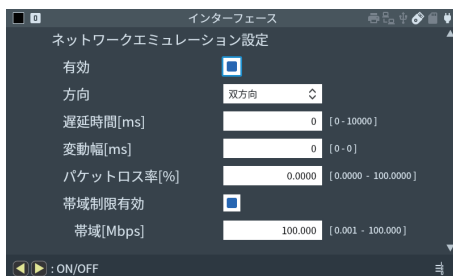 0 インターフェース
ネットワークエミュレーション設定
有効
方向 双方向
遅延時間[ms] 0 [0-10000]
変動幅[ms] 0 [0-0]
パケットロス率[%] 0.0000 [0.0000 - 100.0000]
帯域制限有効
帯域[Mbps] 100.000 [0.001 - 100.000]
: ON/OFF